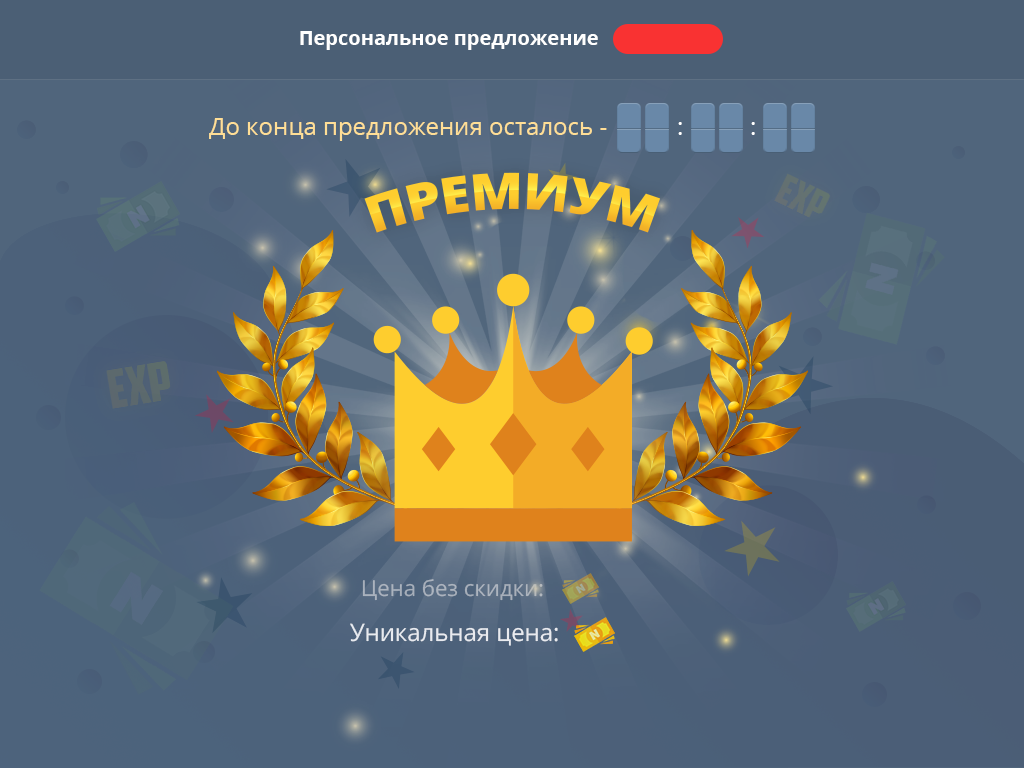 Персональное предложение
До конца предложения осталось - : :
ПРЕМИУМ
EXP
EXP
N
N
N
N
Цена без скидки: N
Уникальная цена: N